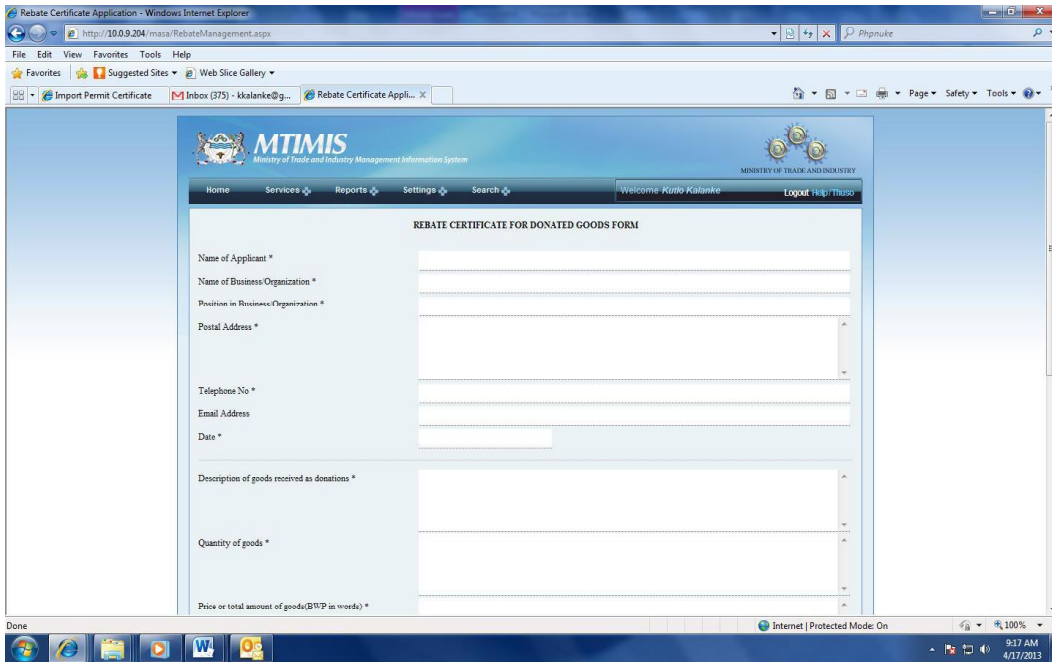 Rebate Certificate Application - Windows Internet Explorer
http://10.0.9.204/masa/RebateManagement.aspx
Phpnuke
File Edit View Favorites Tools Help
Favorites Suggested Sites Web Slice Gallery
Import Permit Certificate Inbox (375) - kkalanke@g... Rebate Certificate Appli... X Page Safety Tools
MTIMIS
Ministry of Trade and Industry Management Information System
MINISTRY OF TRADE AND INDUSTRY
Home Services Reports Settings Search Welcome Kutlo Kalanke Logout Help/Thuso
REBATE CERTIFICATE FOR DONATED GOODS FORM
Name of Applicant *
Name of Business/Organization *
Position in Business/Organization *
Postal Address *
Telephone No *
Email Address
Date *
Description of goods received as donations *
Quantity of goods *
Price or total amount of goods(BWP in words) *
Done Internet | Protected Mode: On 100%
9:17 AM
4/17/2013